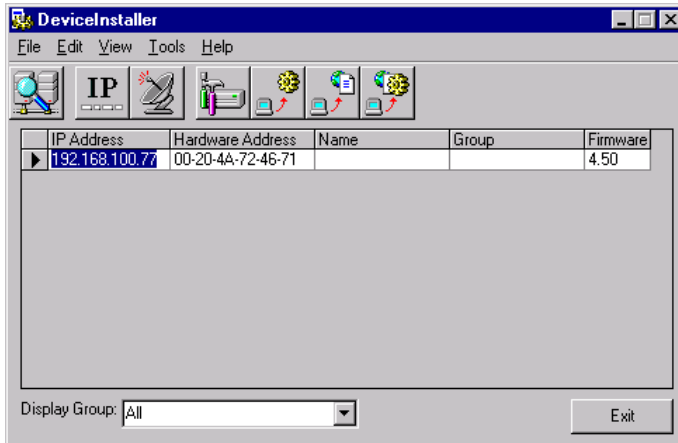 DeviceInstaller
File Edit View Tools Help
IP
IP Address Hardware Address Name Group Firmware
192.168.100.77 00-20-4A-72-46-71 4.50
Display Group: All
Exit